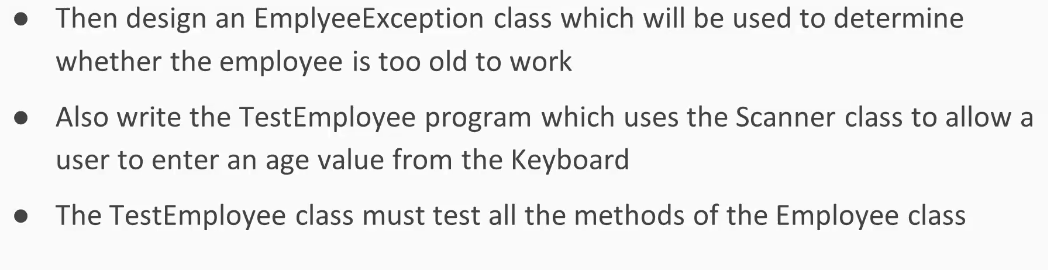 ● Then design an EmplyeeException class which will be used to determine
whether the employee is too old to work
● Also write the TestEmployee program which uses the Scanner class to allow a
user to enter an age value from the Keyboard
● The TestEmployee class must test all the methods of the Employee class